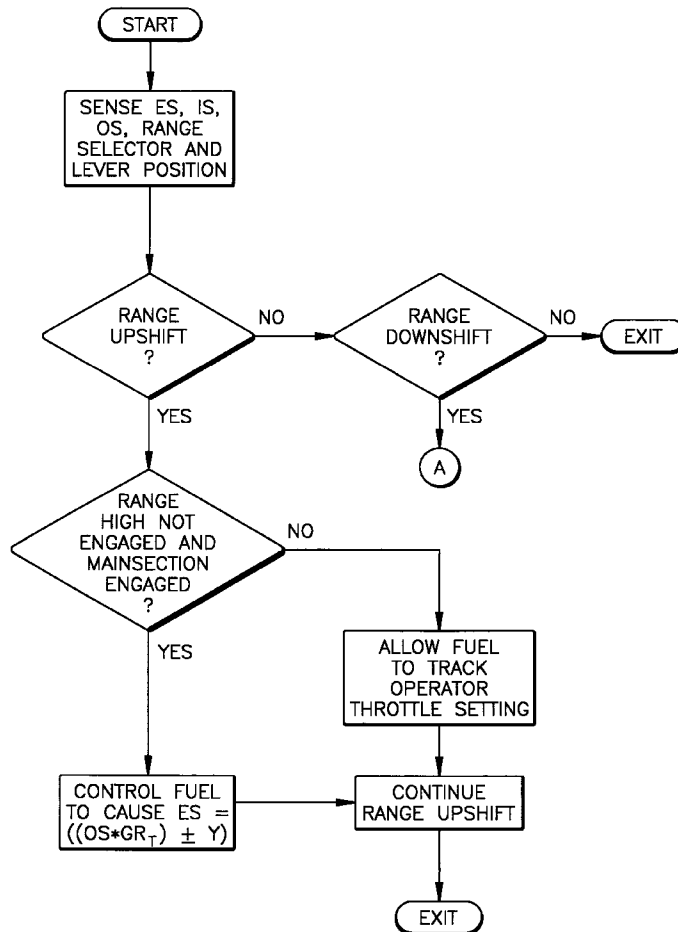 START
SENSE ES, IS,
OS, RANGE
SELECTOR AND
LEVER POSITION
RANGE
UPSHIFT
?
NO
RANGE
DOWNSHIFT
?
NO
EXIT
YES
YES
A
RANGE
HIGH NOT
ENGAGED AND
MAINSECTION
ENGAGED
?
NO
YES
ALLOW FUEL
TO TRACK
OPERATOR
THROTTLE SETTING
CONTROL FUEL
TO CAUSE ES =
((OS*GR_T) ± Y)
CONTINUE
RANGE UPSHIFT
EXIT